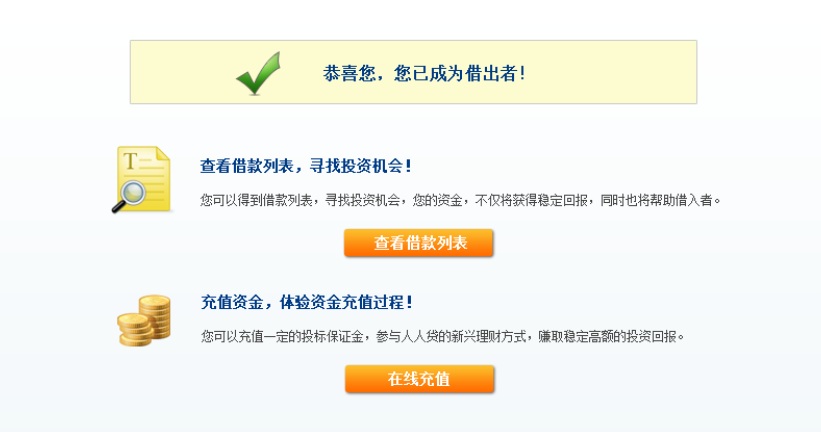 恭喜您，您已成为借出者！
T
查看借款列表，寻找投资机会！
您可以得到借款列表，寻找投资机会，您的资金，不仅将获得稳定回报，同时也将帮助借入者。
查看借款列表
充值资金，体验资金充值过程！
您可以充值一定的投标保证金，参与人人贷的新兴理财方式，赚取稳定高额的投资回报。
在线充值